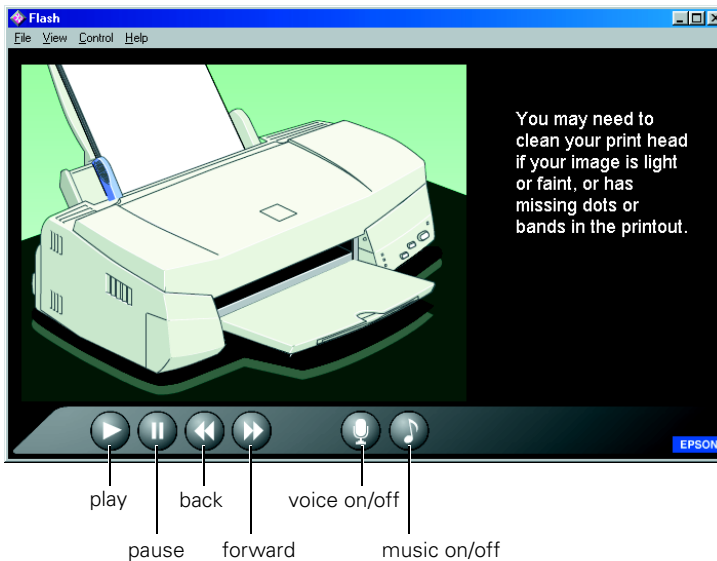 Flash
File View Control Help
You may need to
clean your print head
if your image is light
or faint, or has
missing dots or
bands in the printout.
EPSON
play back voice on/off
pause forward music on/off